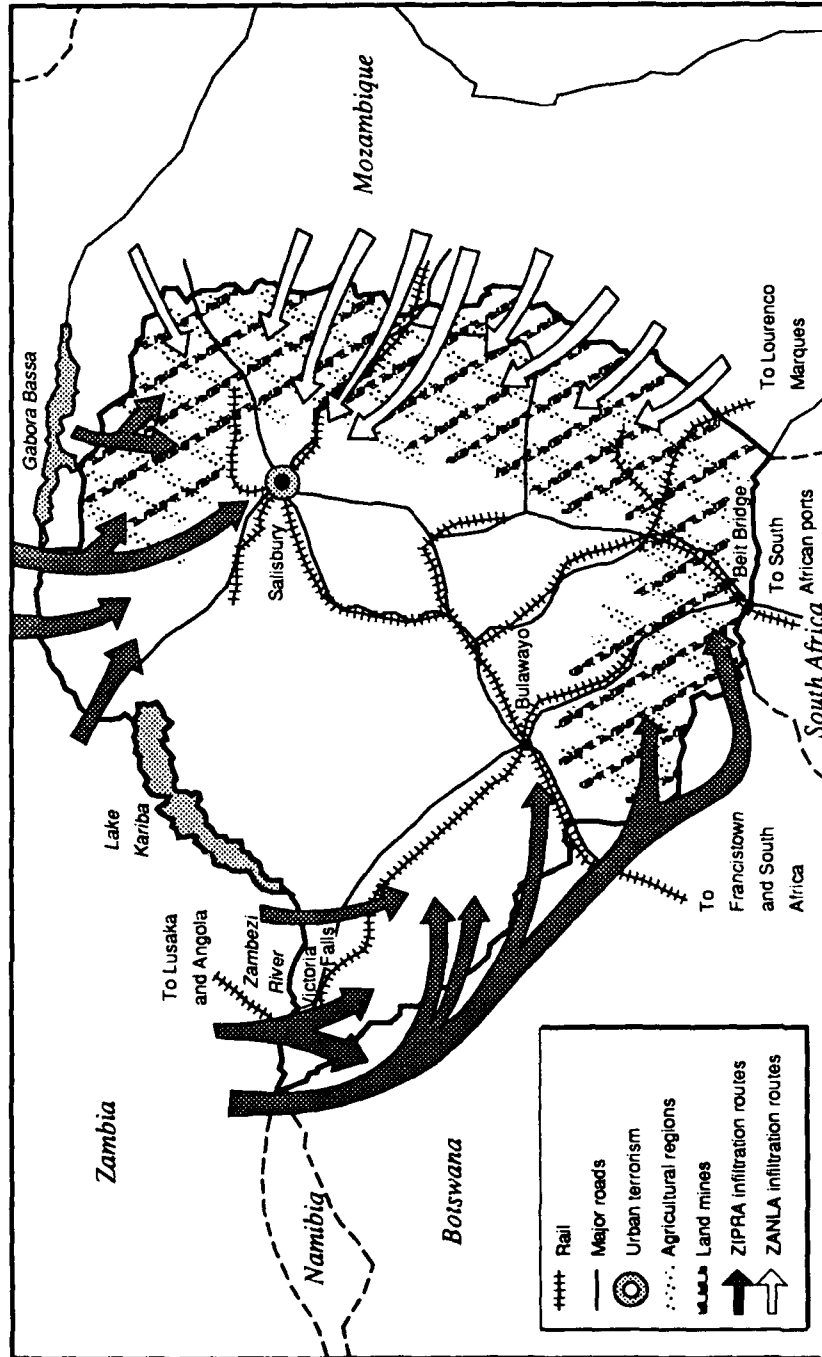 Zambia
Namibia
Botswana
To Lusaka
and Angola
Zambezi
River
Victoria
Falls
Lake
Kariba
Gabora Bassa
Mozambique
Salisbury
Bulawayo
Beit Bridge
To
Francistown
and South
Africa
South Africa
To South
African ports
To Lourenco
Marques
Rail
Major roads
Urban terrorism
Agricultural regions
Land mines
ZIPRA infiltration routes
ZANLA infiltration routes